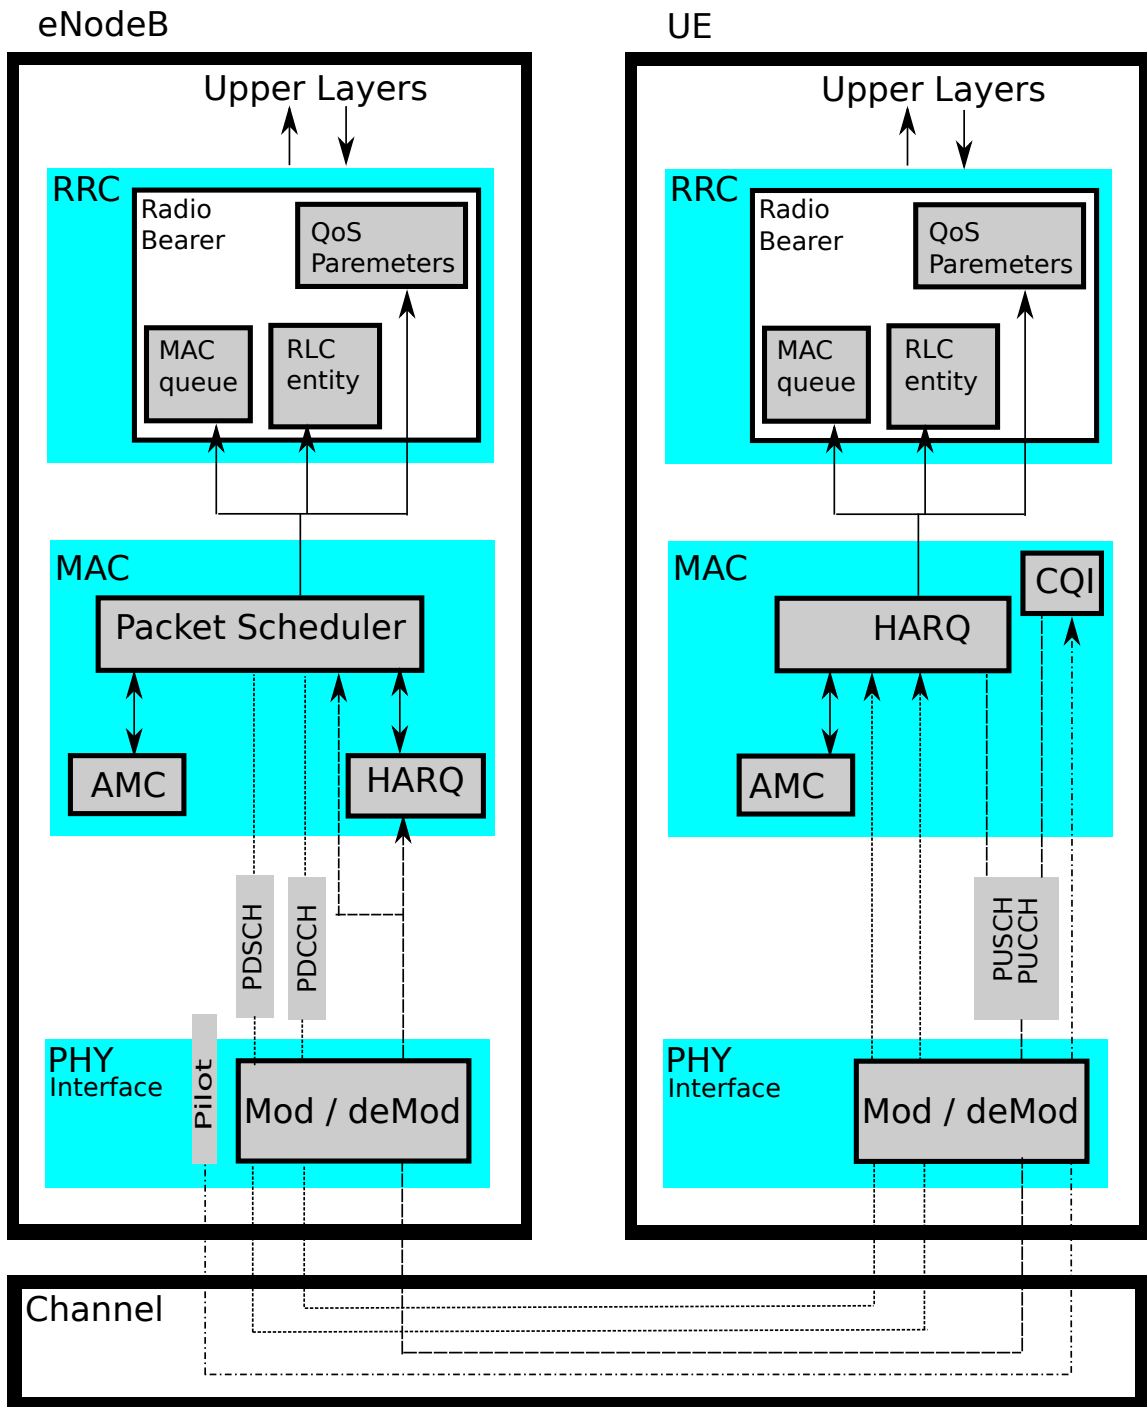 eNodeB
Upper Layers
RRC
Radio
Bearer
QoS
Paremeters
MAC
queue
RLC
entity
MAC
Packet Scheduler
AMC
HARQ
PDSCH
PDCCH
Pilot
PHY
Interface
Mod / deMod
UE
Upper Layers
RRC
Radio
Bearer
QoS
Paremeters
MAC
queue
RLC
entity
MAC
CQI
HARQ
AMC
PUSCH
PUCCH
PHY
Interface
Mod / deMod
Channel